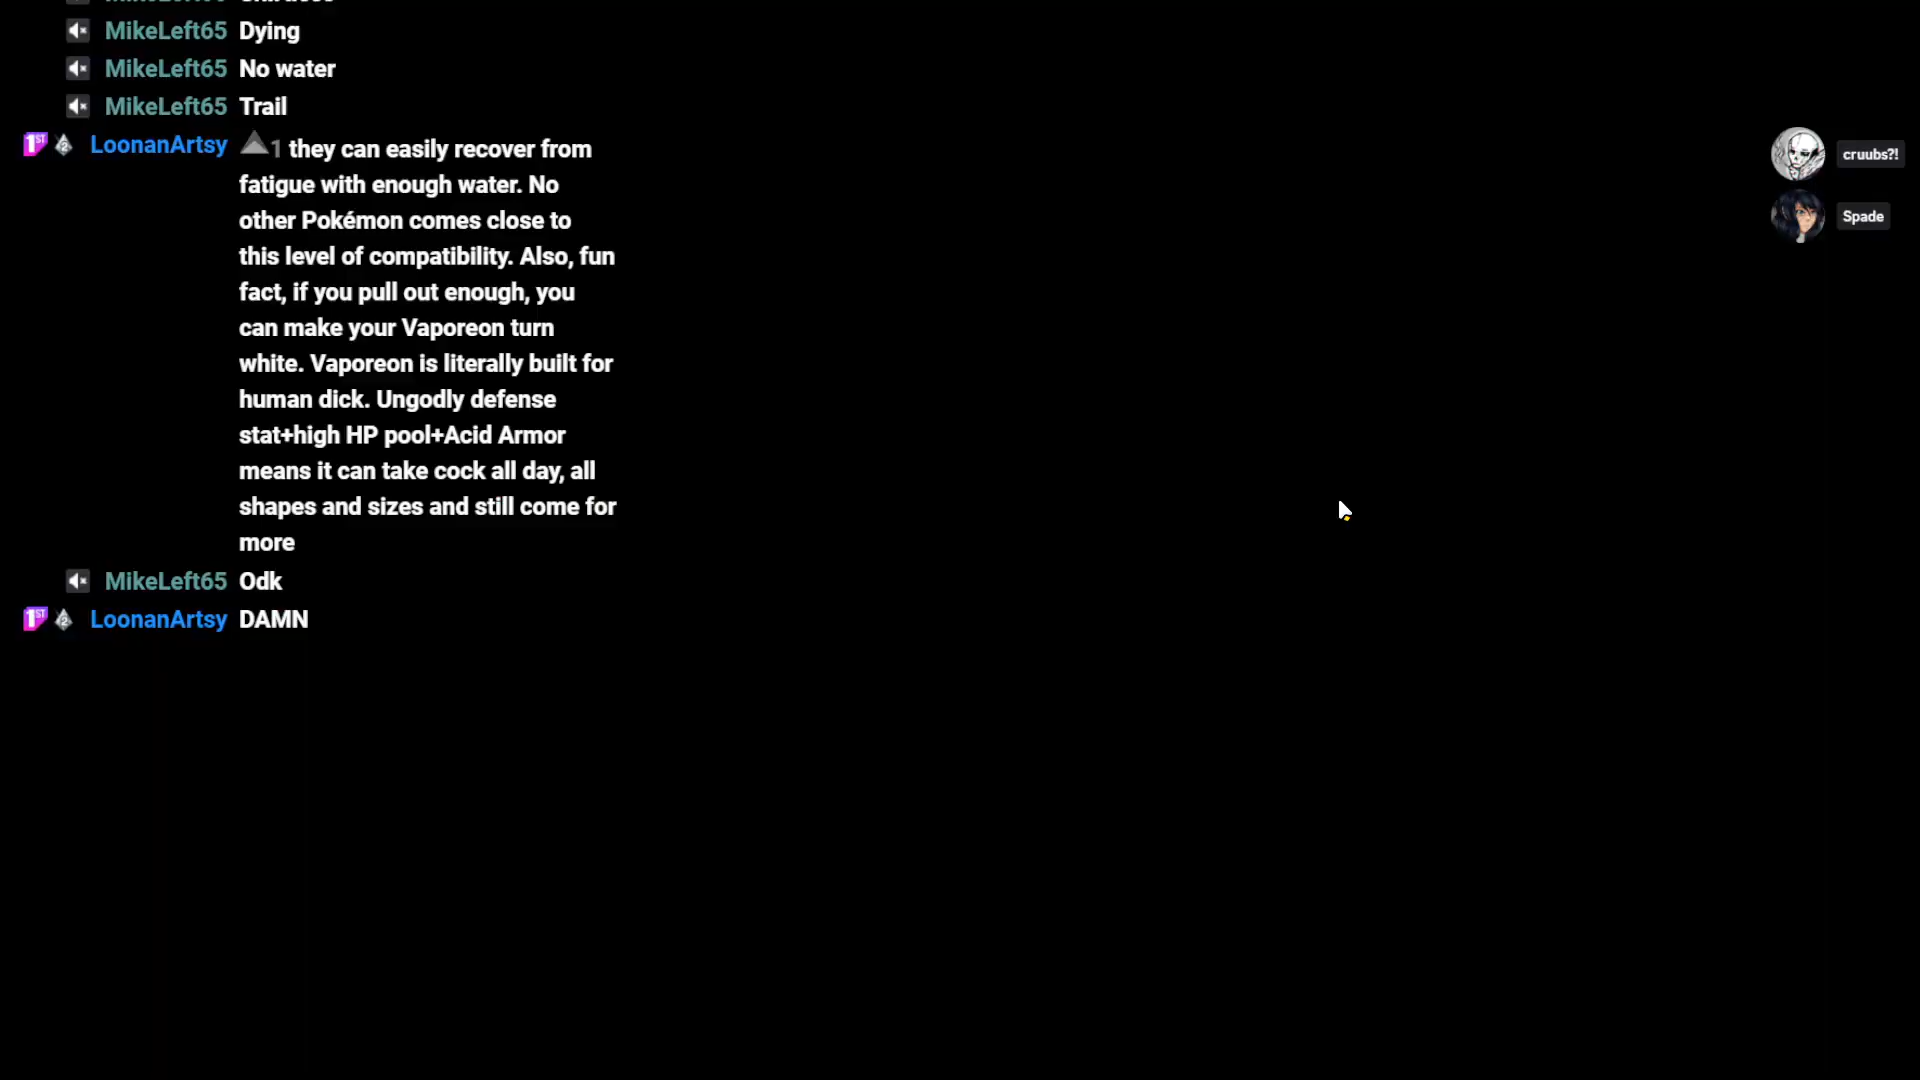 MikeLeft65 Dying
MikeLeft65 No water
MikeLeft65 Trail
1ST 2 LoonanArtsy 1 they can easily recover from
fatigue with enough water. No
other Pokémon comes close to
this level of compatibility. Also, fun
fact, if you pull out enough, you
can make your Vaporeon turn
white. Vaporeon is literally built for
human dick. Ungodly defense
stat+high HP pool+Acid Armor
means it can take cock all day, all
shapes and sizes and still come for
more
MikeLeft65 Odk
1ST 2 LoonanArtsy DAMN
cruubs?!
Spade